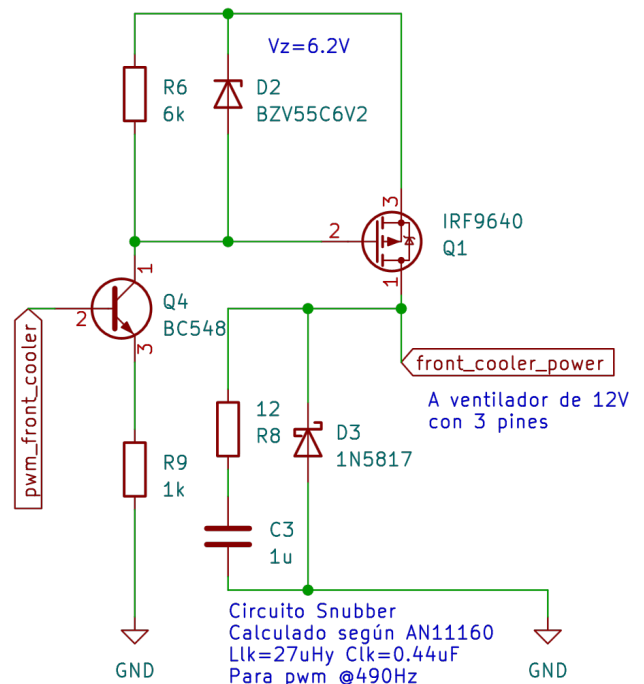 Vz=6.2V
R6
6k
D2
BZV55C6V2
3
2
IRF9640
Q1
1
1
2
Q4
BC548
3
pwm_front_cooler
front_cooler_power
A ventilador de 12V
con 3 pines
12
R8
D3
1N5817
R9
1k
C3
1u
Circuito Snubber
Calculado según AN11160
Llk=27uHy Clk=0.44uF
Para pwm @490Hz
GND
GND